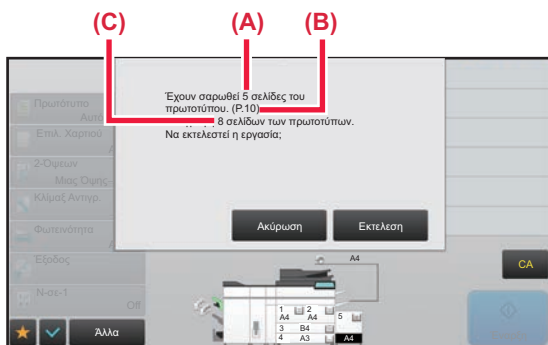 (C) (A) (B)
Έχουν σαρωθεί 5 σελίδες του
πρωτοτύπου. (P.10)
8 σελίδων των πρωτοτύπων.
Να εκτελεστεί η εργασία;
Ακύρωση Εκτελεση
Πρωτότυπο
Επιλ. Χαρτιού
2-Όψεων
Μιας Όψης
Κλίμαξ Αντιγρ.
Φωτεινότητα
Έξοδος
N-σε-1
Off
Άλλα
A4
CA
1 2
A4 A4 5
3 B4
4 A3 A4